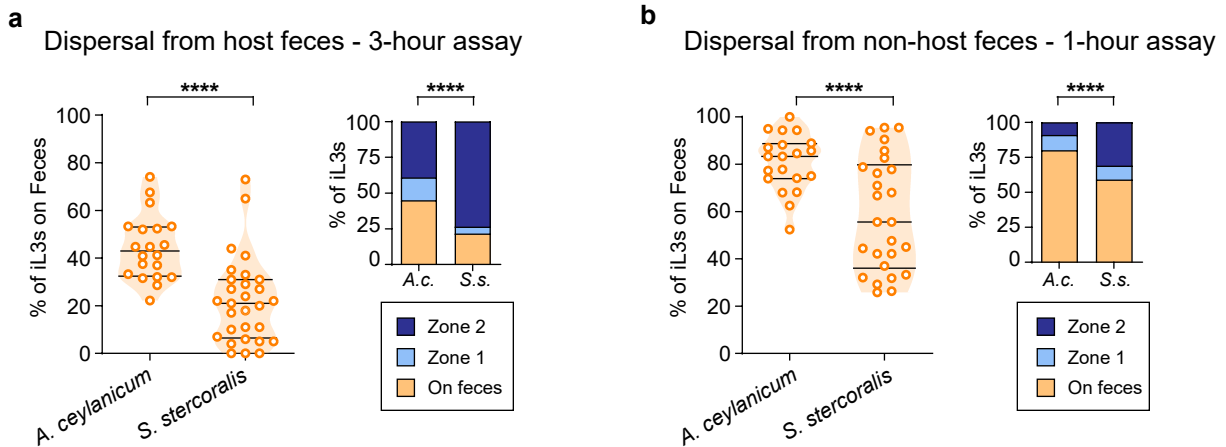 a
Dispersal from host feces - 3-hour assay
****
% of iL3s on Feces
100
80
60
40
20
0
A. ceylanicum
S. stercoralis
****
% of iL3s
100
75
50
25
0
A.c.
S.s.
Zone 2
Zone 1
On feces
b
Dispersal from non-host feces - 1-hour assay
****
% of iL3s on Feces
100
80
60
40
20
0
A. ceylanicum
S. stercoralis
****
% of iL3s
100
75
50
25
0
A.c.
S.s.
Zone 2
Zone 1
On feces